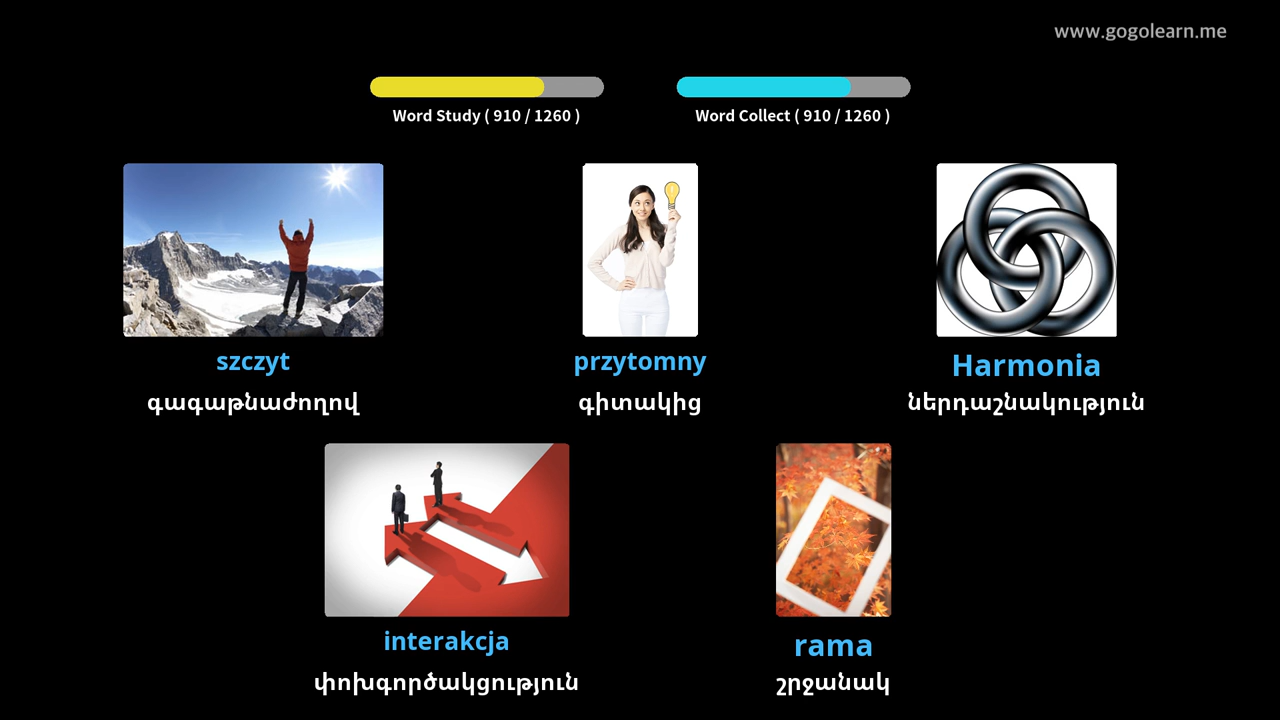 www.gogolearn.me
Word Study ( 910 / 1260 )
Word Collect ( 910 / 1260 )
szczyt
գագաթնաժողով
przytomny
գիտակից
Harmonia
ներդաշնակություն
interakcja
փոխգործակցություն
rama
շրջանակ